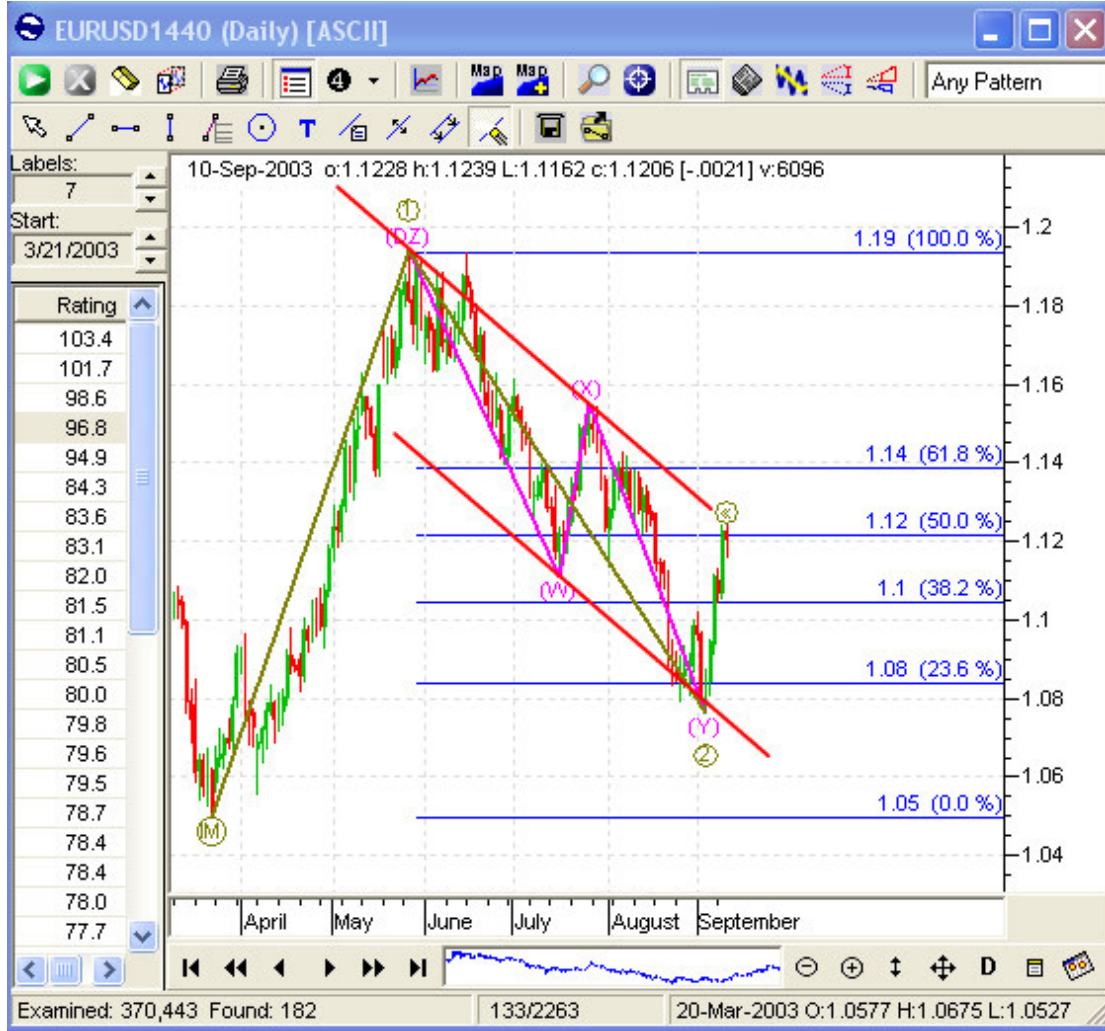 EURUSD1440 (Daily) [ASCII]
4
Map
Map
Any Pattern
T
Labels:
7
Start:
3/21/2003
10-Sep-2003 o:1.1228 h:1.1239 L:1.1162 c:1.1206 [-.0021] v:6096
Rating
103.4
101.7
98.6
96.8
94.9
84.3
83.6
83.1
82.0
81.5
81.1
80.5
80.0
79.8
79.6
79.5
78.7
78.4
78.4
78.0
77.7
1
(DZ)
1.19 (100.0 %)
(X)
1.14 (61.8 %)
«
1.12 (50.0 %)
(W)
1.1 (38.2 %)
1.08 (23.6 %)
(Y)
2
1.05 (0.0 %)
(M)
1.2
1.18
1.16
1.14
1.12
1.1
1.08
1.06
1.04
April May June July August September
D
Examined: 370,443 Found: 182
133/2263
20-Mar-2003 O:1.0577 H:1.0675 L:1.0527